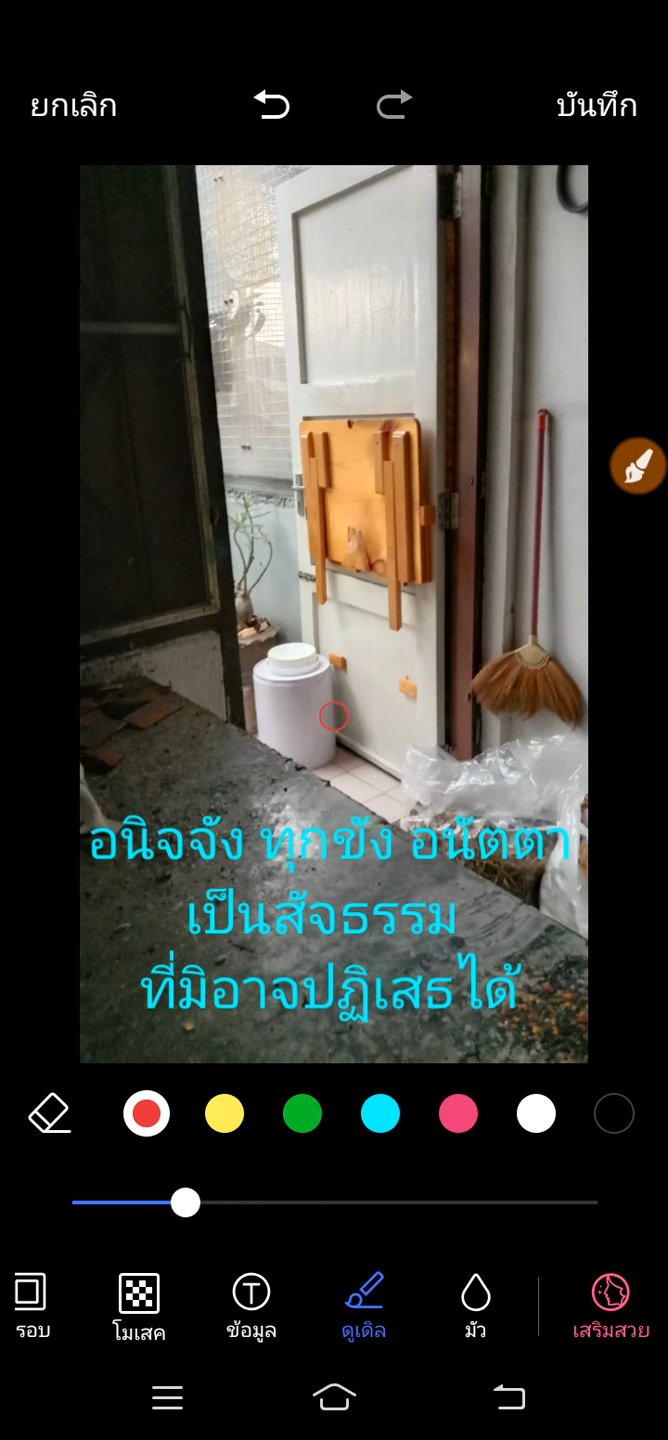 ยกเลิก
บันทึก
อนิจจัง ทุกขัง อนัตตา
เป็นสัจธรรม
ที่มิอาจปฏิเสธได้
รอบ
โมเสค
ข้อมูล
ดูเดิล
มัว
เสริมสวย